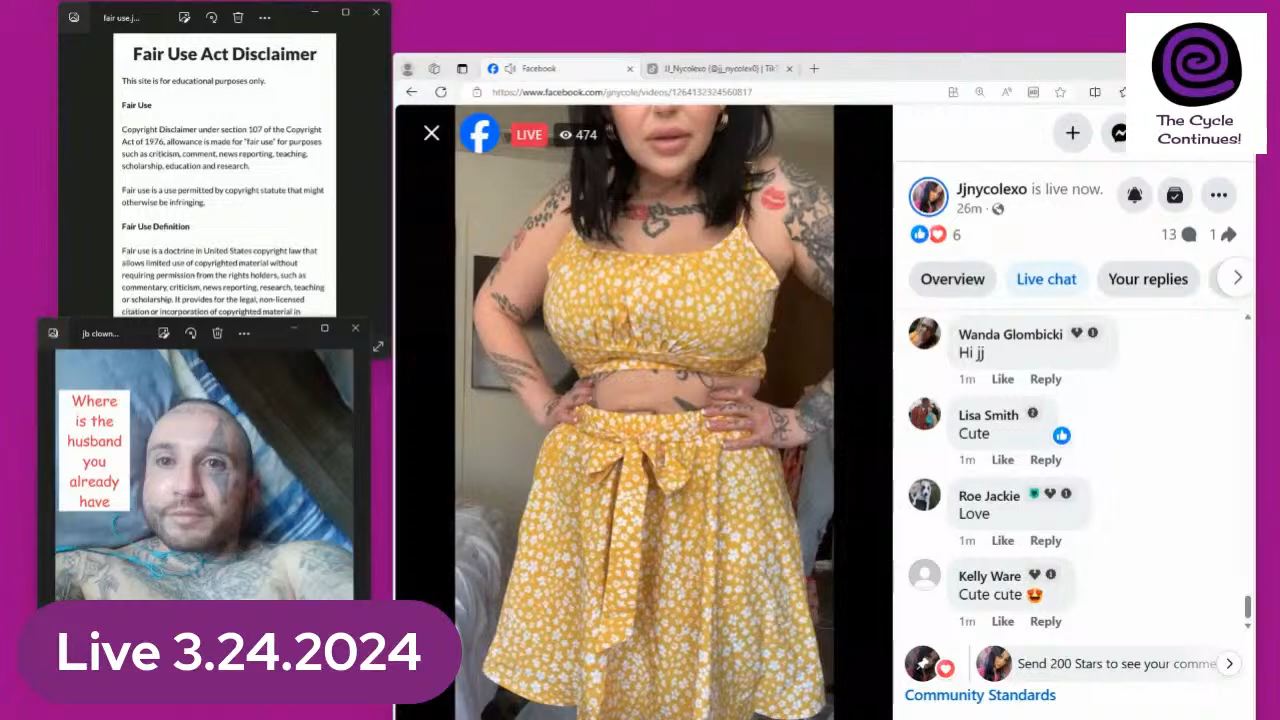 fair use.j...
Fair Use Act Disclaimer
This site is for educational purposes only.
Fair Use
Copyright Disclaimer under section 107 of the Copyright
Act of 1976, allowance is made for "fair use" for purposes
such as criticism, comment, news reporting, teaching,
scholarship, education and research.
Fair use is a use permitted by copyright statute that might
otherwise be infringing.
Fair Use Definition
Fair use is a doctrine in United States copyright law that
allows limited use of copyrighted material without
requiring permission from the rights holders, such as
commentary, criticism, news reporting, research, teaching
or scholarship. It provides for the legal, non-licensed
citation or incorporation of copyrighted material in
jb clown...
Where
is the
husband
you
already
have
Live 3.24.2024
Facebook
JJ_Nycolexo (@jj_nycolex0) | Tik
https://www.facebook.com/jjnycole/videos/1264132324560817
LIVE
474
The Cycle
Continues!
Jjnycolexo is live now.
26m
6
13
1
Overview
Live chat
Your replies
Wanda Glombicki
Hi jj
1m Like Reply
Lisa Smith
Cute
1m Like Reply
Roe Jackie
Love
1m Like Reply
Kelly Ware
Cute cute 😍
1m Like Reply
Send 200 Stars to see your comme
Community Standards